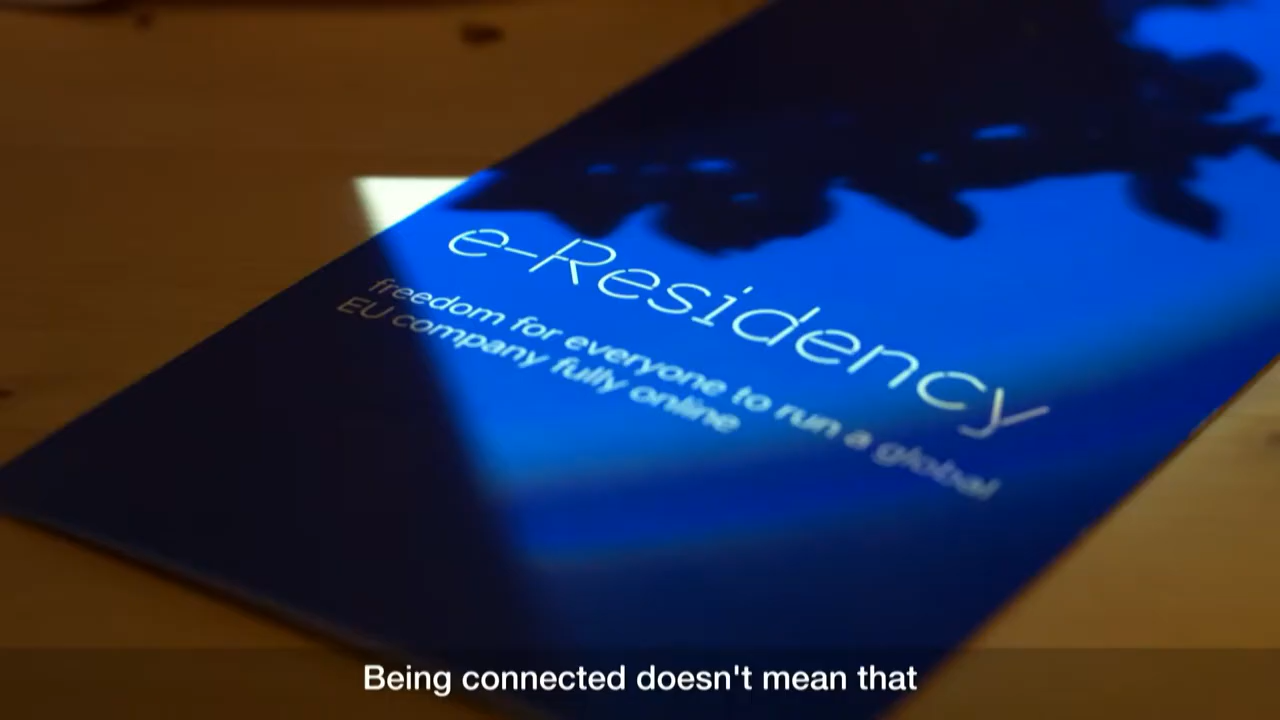 e-Residency
freedom for everyone to run a global
EU company fully online
Being connected doesn't mean that